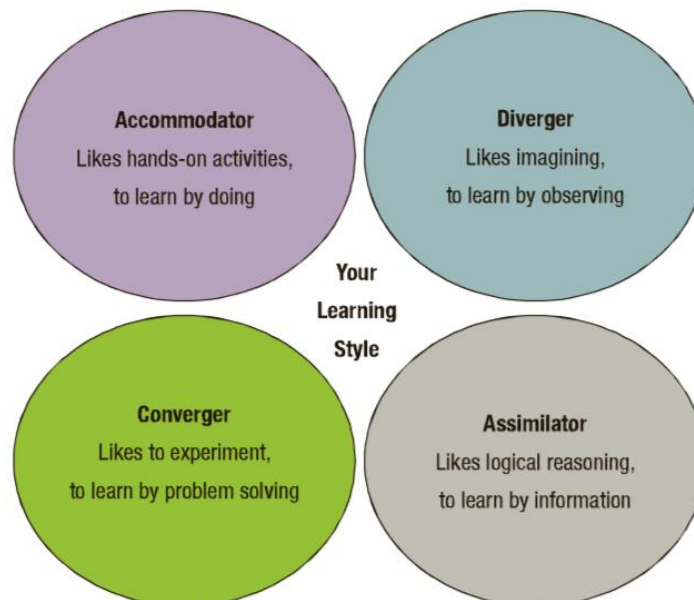 Accommodator
Likes hands-on activities,
to learn by doing
Diverger
Likes imagining,
to learn by observing
Your
Learning
Style
Converger
Likes to experiment,
to learn by problem solving
Assimilator
Likes logical reasoning,
to learn by information